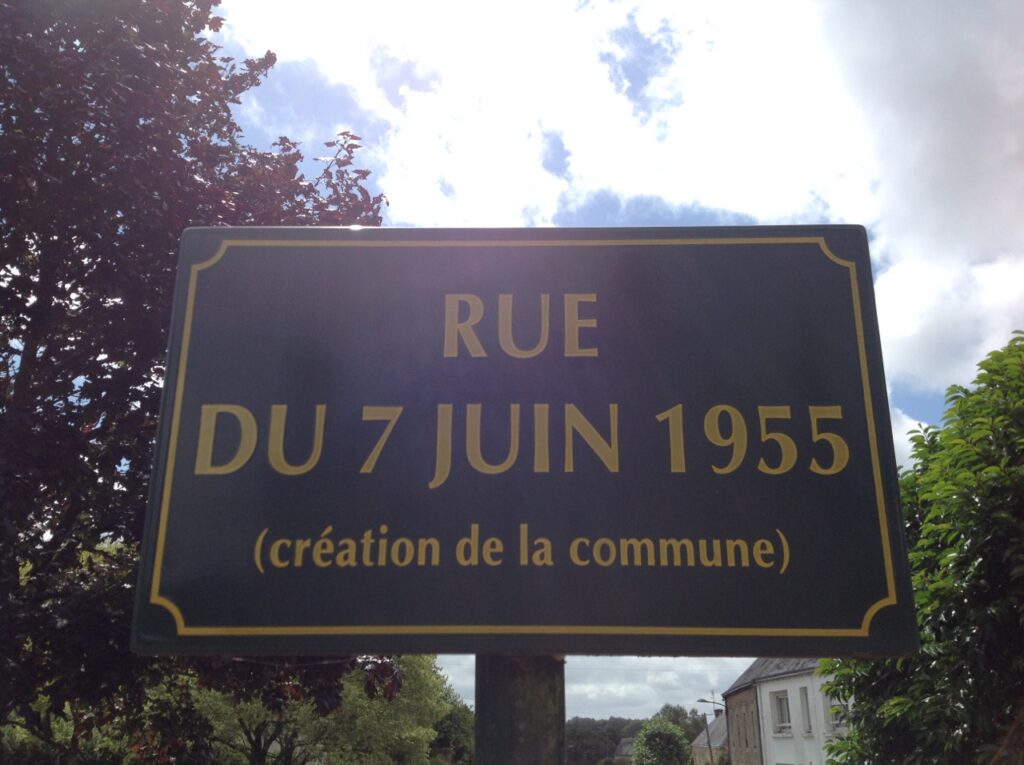 RUE
DU 7 JUIN 1955
(création de la commune)